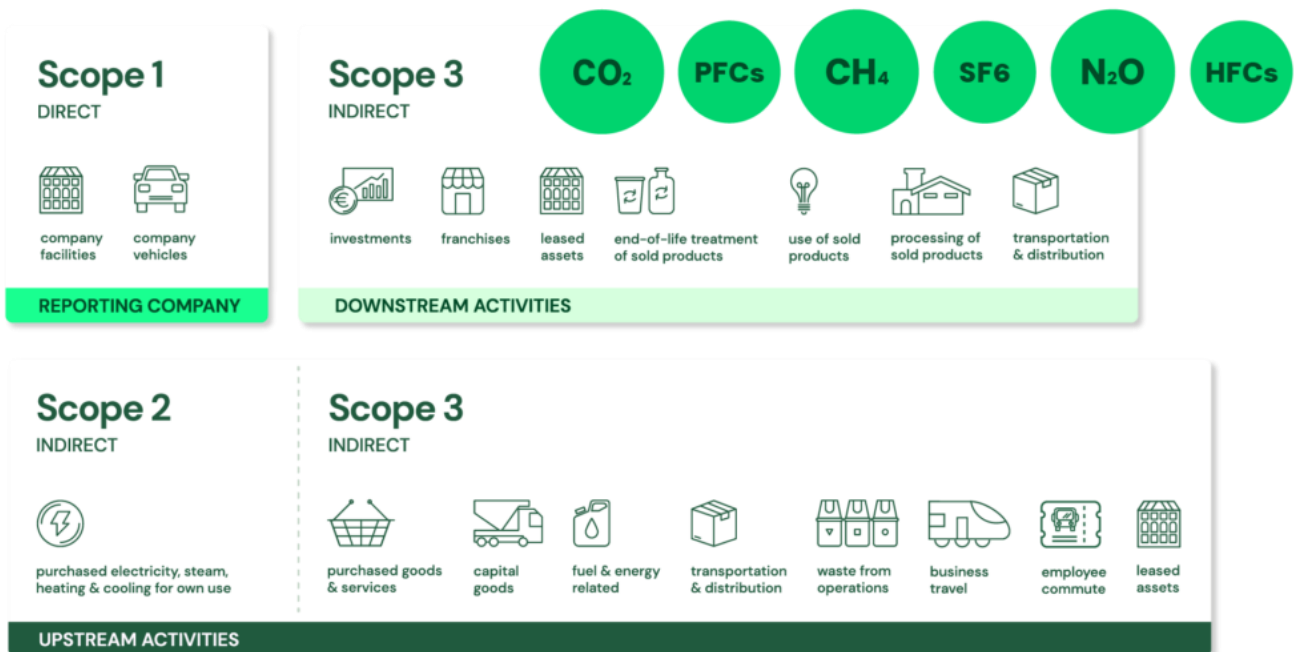 Scope 1
DIRECT
company
facilities
company
vehicles
REPORTING COMPANY
Scope 3
INDIRECT
CO₂
PFCs
CH₄
SF6
N₂O
HFCs
investments
franchises
leased
assets
end-of-life treatment
of sold products
use of sold
products
processing of
sold products
transportation
& distribution
DOWNSTREAM ACTIVITIES
Scope 2
INDIRECT
purchased electricity, steam,
heating & cooling for own use
Scope 3
INDIRECT
purchased goods
& services
capital
goods
fuel & energy
related
transportation
& distribution
waste from
operations
business
travel
employee
commute
leased
assets
UPSTREAM ACTIVITIES